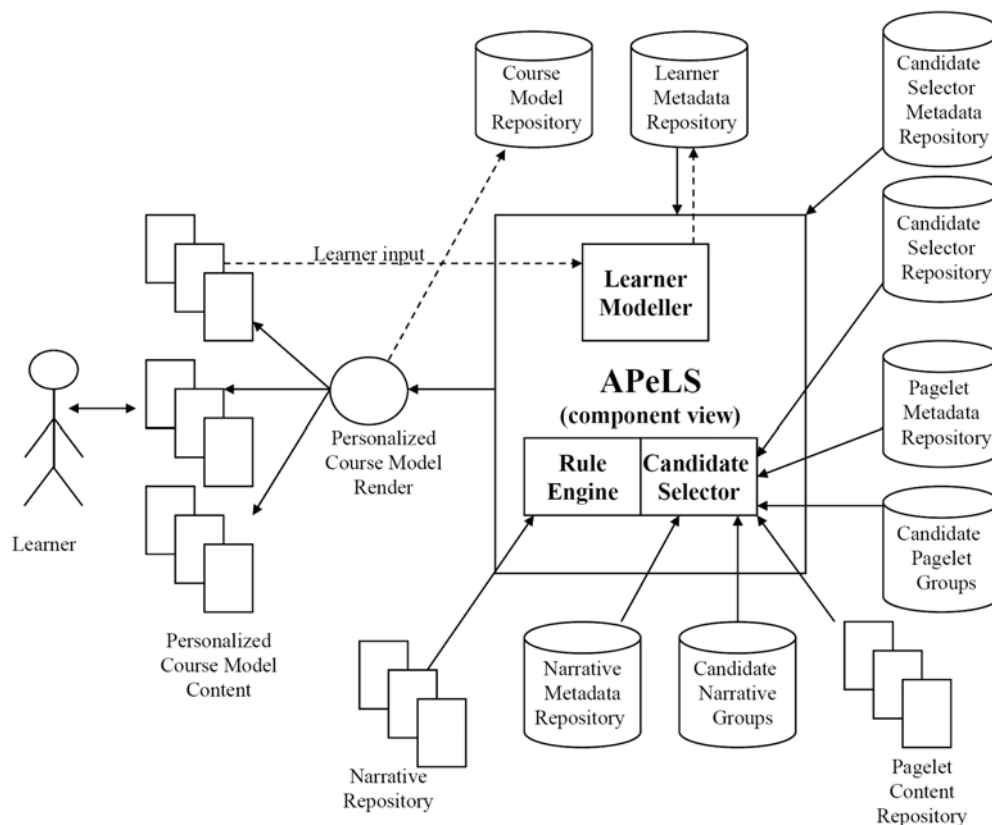 Course
Model
Repository
Learner
Metadata
Repository
Candidate
Selector
Metadata
Repository
Candidate
Selector
Repository
Learner input
Learner
Modeller
APeLS
(component view)
Rule
Engine
Candidate
Selector
Pagelet
Metadata
Repository
Candidate
Pagelet
Groups
Personalized
Course Model
Render
Learner
Personalized
Course Model
Content
Narrative
Repository
Narrative
Metadata
Repository
Candidate
Narrative
Groups
Pagelet
Content
Repository